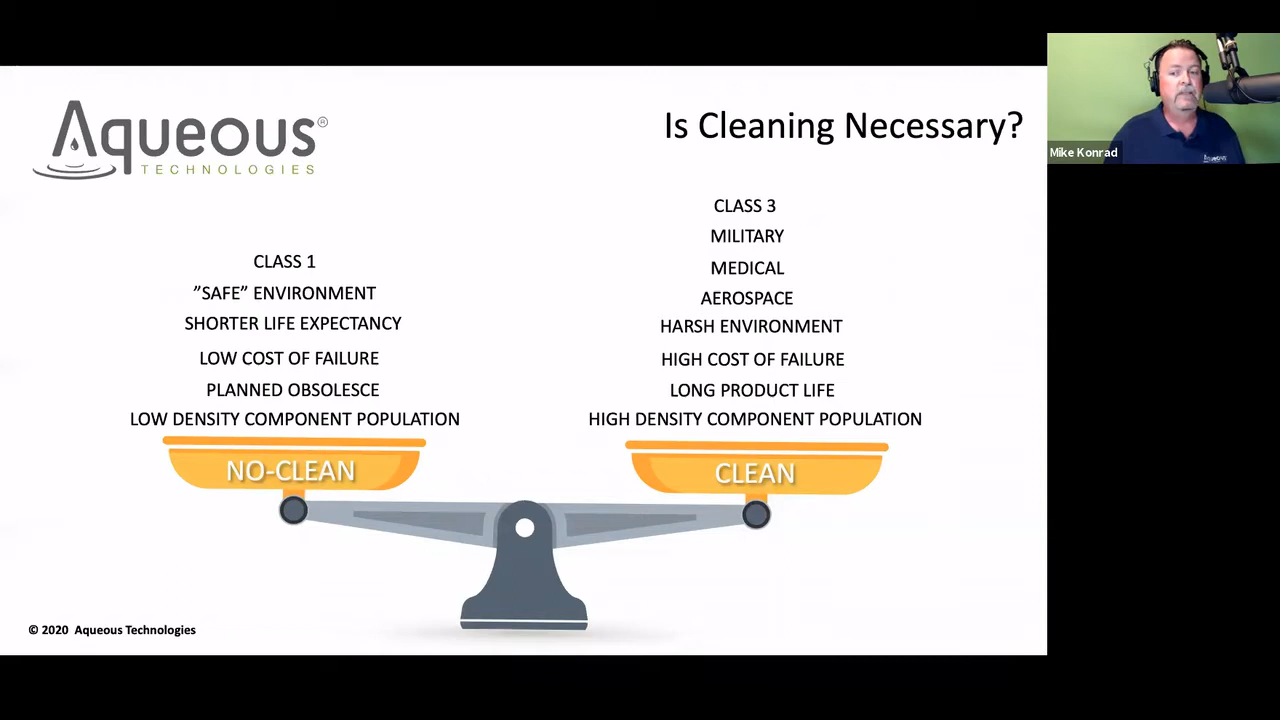 Aqueous®
TECHNOLOGIES
Is Cleaning Necessary?
Mike Konrad
CLASS 1
”SAFE” ENVIRONMENT
SHORTER LIFE EXPECTANCY
LOW COST OF FAILURE
PLANNED OBSOLESCE
LOW DENSITY COMPONENT POPULATION
NO-CLEAN
CLASS 3
MILITARY
MEDICAL
AEROSPACE
HARSH ENVIRONMENT
HIGH COST OF FAILURE
LONG PRODUCT LIFE
HIGH DENSITY COMPONENT POPULATION
CLEAN
© 2020 Aqueous Technologies